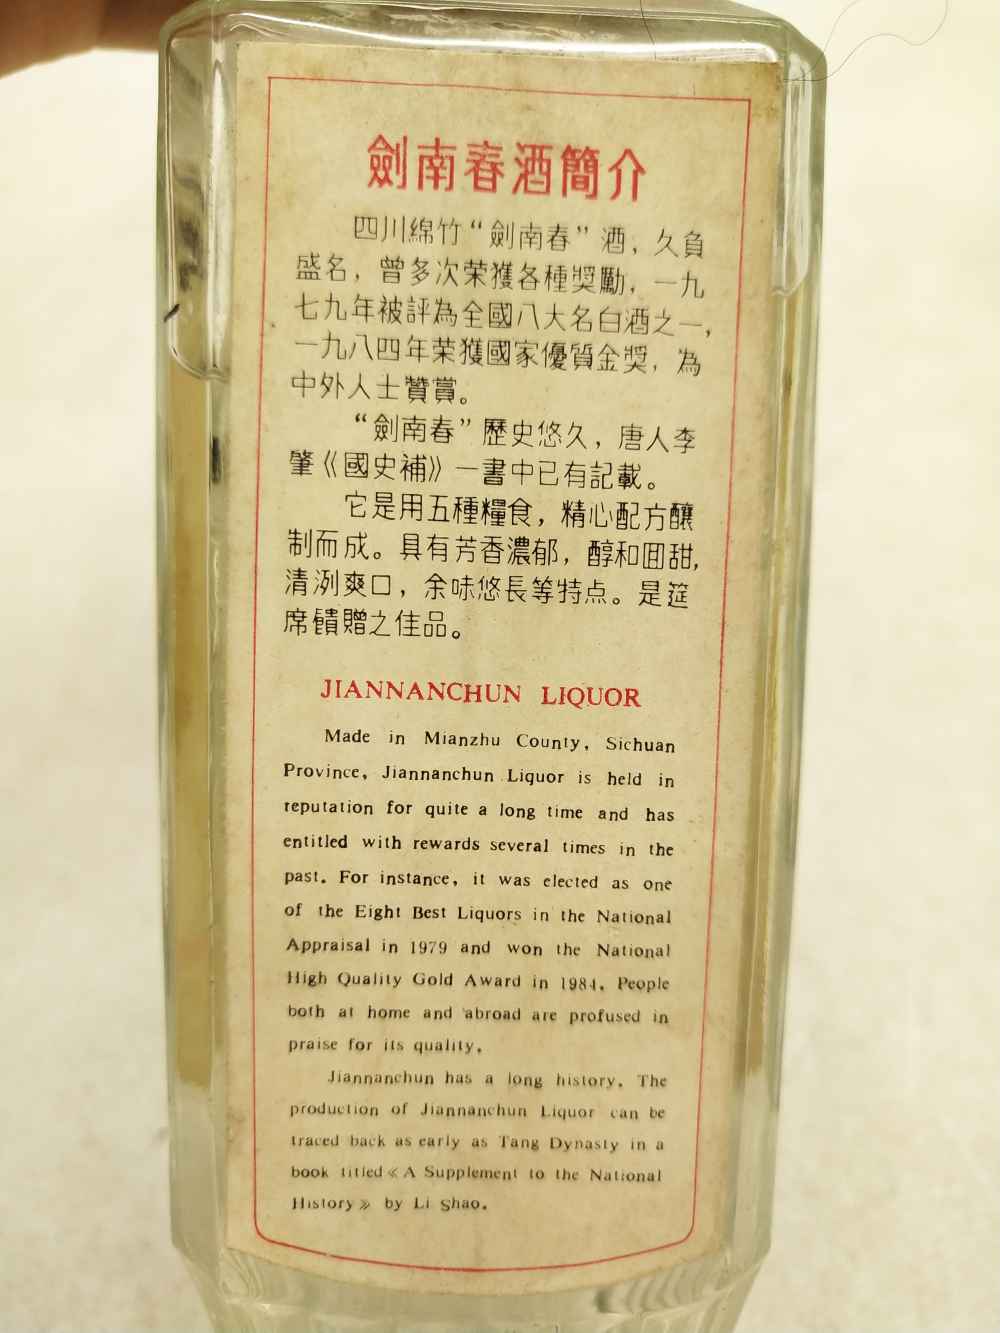 劍南春酒簡介
四川綿竹“劍南春”酒，久負
盛名，曾多次荣獲各種獎勵，一九
七九年被評為全國八大名白酒之一，
一九八四年荣獲國家優質金獎，為
中外人士贊賞。
“劍南春”歷史悠久，唐人李
肇《國史補》一書中已有記載。
它是用五種糧食，精心配方釀
制而成。具有芳香濃郁，醇和回甜，
清洌爽口，余味悠長等特点。是筵
席饋贈之佳品。
JIANNANCHUN LIQUOR
Made in Mianzhu County, Sichuan
Province, Jiannanchun Liquor is held in
reputation for quite a long time and has
entitled with rewards several times in the
past. For instance, it was elected as one
of the Eight Best Liquors in the National
Appraisal in 1979 and won the National
High Quality Gold Award in 1984. People
both at home and abroad are profused in
praise for its quality.
Jiannanchun has a long history. The
production of Jiannanchun Liquor can be
traced back as early as Tang Dynasty in a
book titled《A Supplement to the National
History》 by Li Shao.